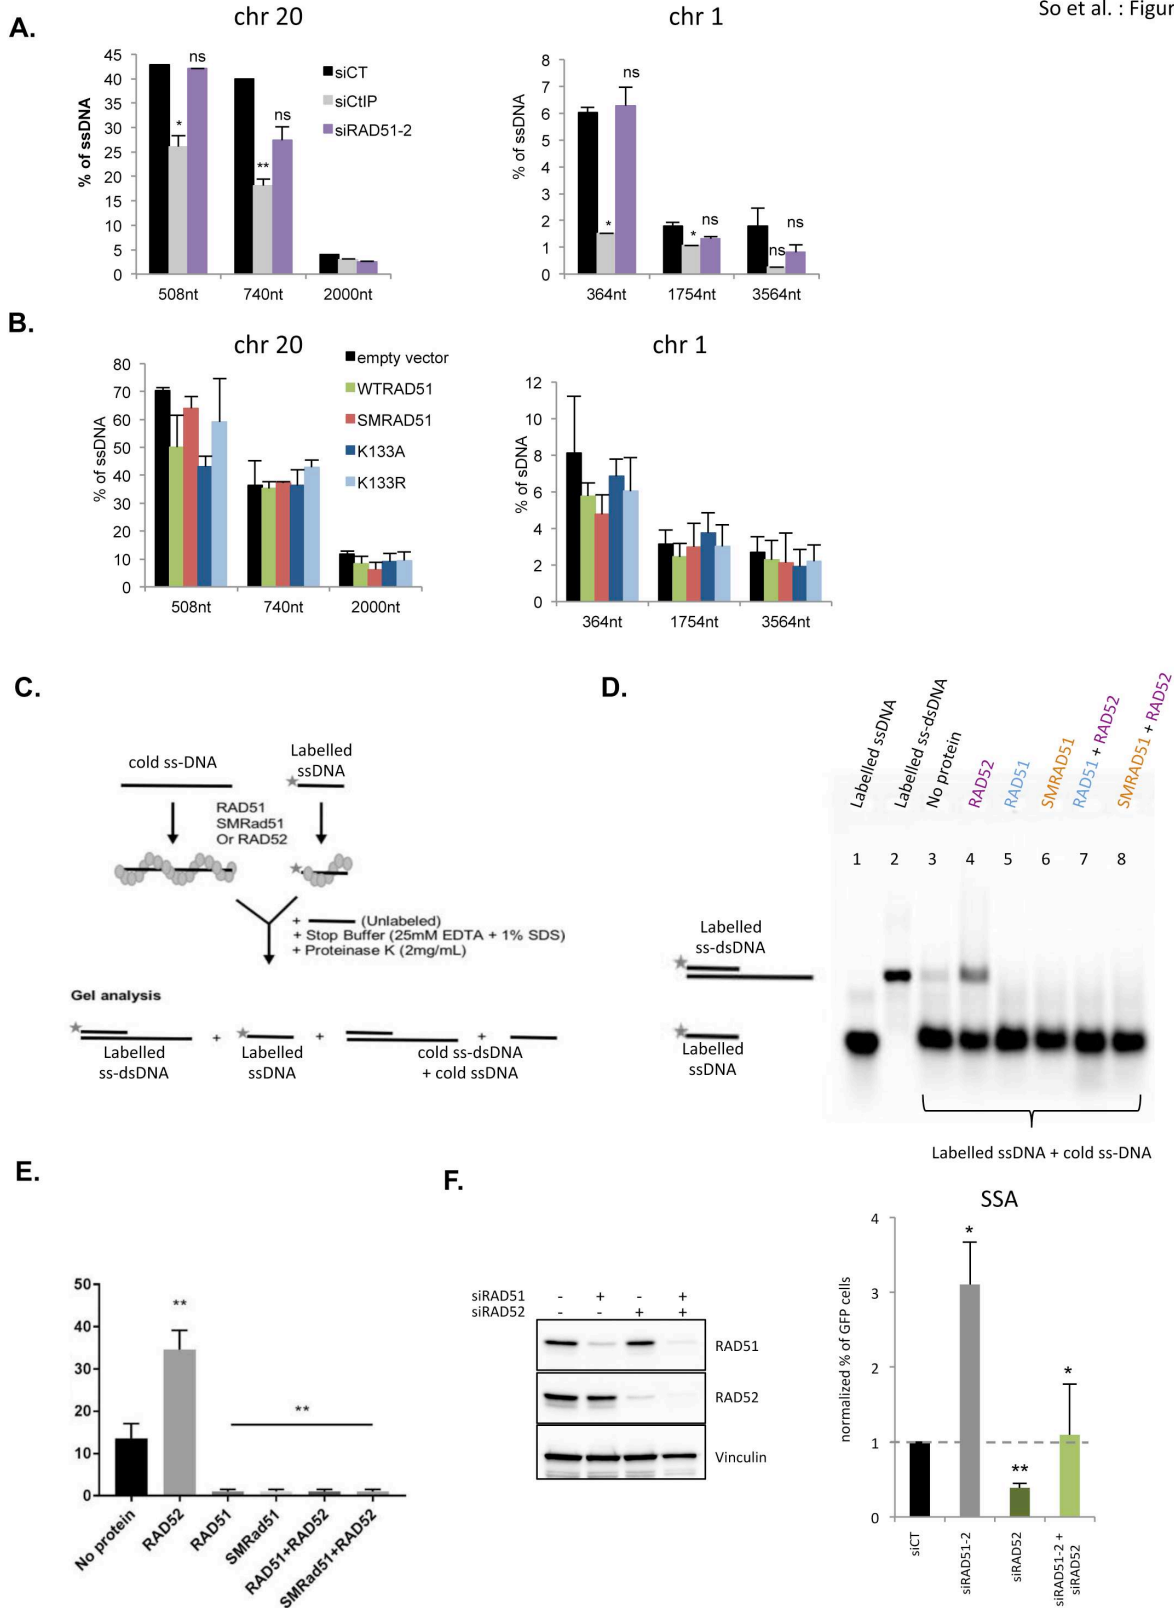 So et al. : Figur
A.
chr 20
45
40
35
30
25
20
15
10
5
0
% of ssDNA
ns
*
**
ns
siCT
siCtIP
siRAD51-2
508nt 740nt 2000nt
chr 1
8
7
6
5
4
3
2
1
0
% of ssDNA
ns
*
*
ns
ns
ns
364nt 1754nt 3564nt
B.
chr 20
80
70
60
50
40
30
20
10
0
% of ssDNA
empty vector
WTRAD51
SMRAD51
K133A
K133R
508nt 740nt 2000nt
chr 1
12
10
8
6
4
2
0
% of sDNA
364nt 1754nt 3564nt
C.
cold ss-DNA
Labelled
ssDNA
RAD51
SMRad51
Or RAD52
+ (Unlabeled)
+ Stop Buffer (25mM EDTA + 1% SDS)
+ Proteinase K (2mg/mL)
Gel analysis
+ + +
Labelled
ss-dsDNA
Labelled
ssDNA
cold ss-dsDNA
+ cold ssDNA
D.
Labelled ssDNA
Labelled ss-dsDNA
No protein
RAD52
RAD51
SMRAD51
RAD51 + RAD52
SMRAD51 + RAD52
1 2 3 4 5 6 7 8
Labelled
ss-dsDNA
Labelled
ssDNA
Labelled ssDNA + cold ss-DNA
E.
50
40
30
20
10
0
**
**
No protein
RAD52
RAD51
SMRad51
RAD51+RAD52
SMRad51+RAD52
F.
siRAD51 - + - +
siRAD52 - - + +
RAD51
RAD52
Vinculin
SSA
4
3
2
1
0
normalized % of GFP cells
*
**
*
siCT
siRAD51-2
siRAD52
siRAD51-2 +
siRAD52